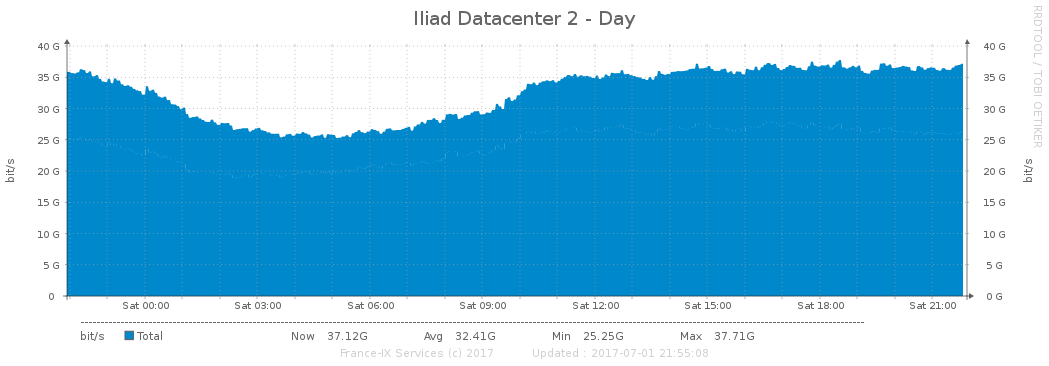 Iliad Datacenter 2 - Day
RRDTOOL / TOBI OETIKER
40 G 40 G
35 G 35 G
30 G 30 G
25 G 25 G
20 G 20 G
15 G 15 G
10 G 10 G
5 G 5 G
0 0 G
bit/s bit/s
Sat 00:00 Sat 03:00 Sat 06:00 Sat 09:00 Sat 12:00 Sat 15:00 Sat 18:00 Sat 21:00
bit/s Total Now 37.12G Avg 32.41G Min 25.25G Max 37.71G
France-IX Services (c) 2017 Updated : 2017-07-01 21:55:08